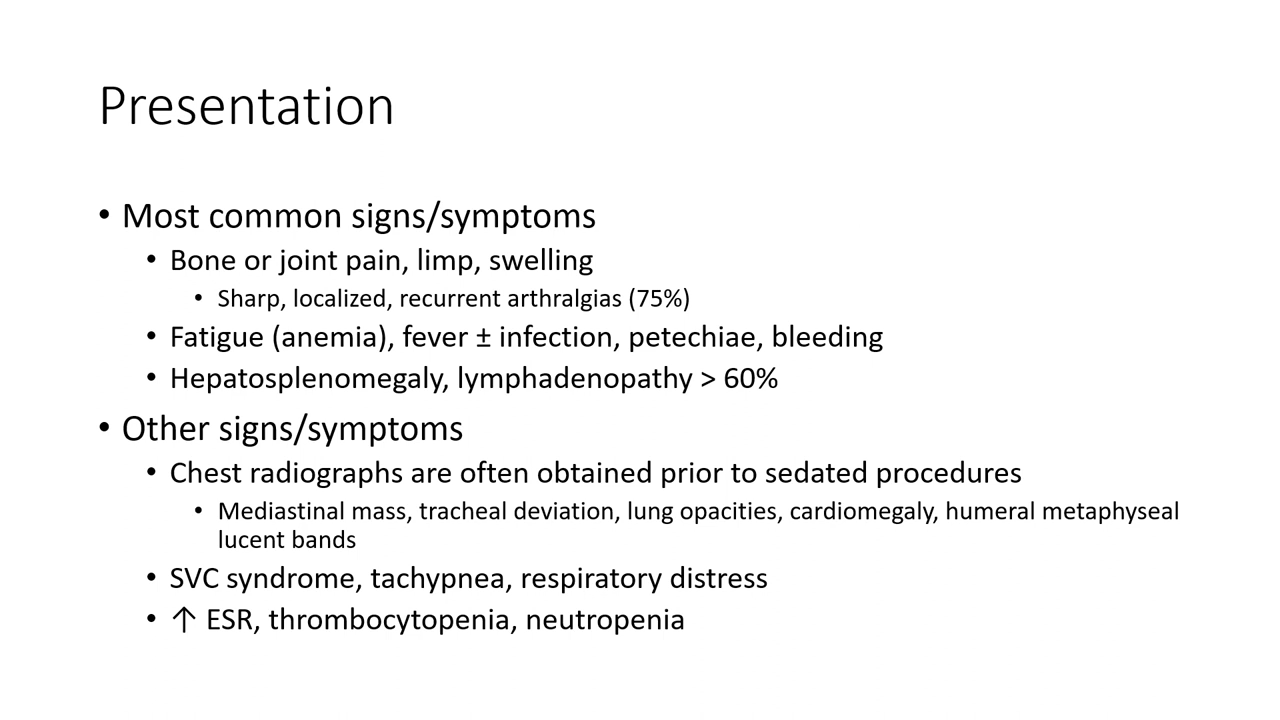 Presentation
• Most common signs/symptoms
• Bone or joint pain, limp, swelling
• Sharp, localized, recurrent arthralgias (75%)
• Fatigue (anemia), fever ± infection, petechiae, bleeding
• Hepatosplenomegaly, lymphadenopathy > 60%
• Other signs/symptoms
• Chest radiographs are often obtained prior to sedated procedures
• Mediastinal mass, tracheal deviation, lung opacities, cardiomegaly, humeral metaphyseal
lucent bands
• SVC syndrome, tachypnea, respiratory distress
• ↑ ESR, thrombocytopenia, neutropenia